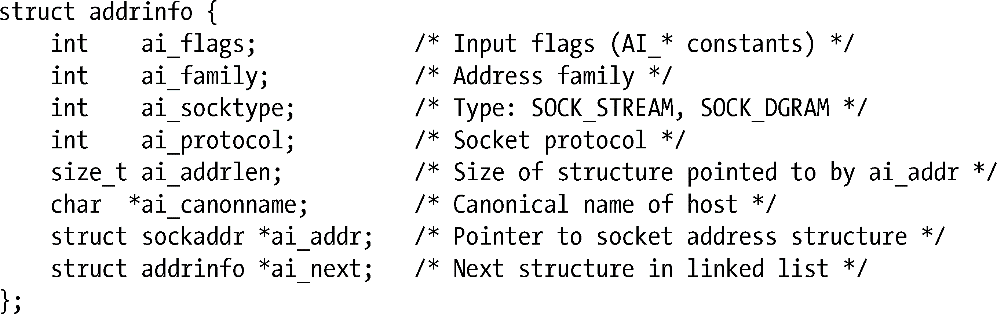 struct addrinfo {
    int    ai_flags;           /* Input flags (AI_* constants) */
    int    ai_family;          /* Address family */
    int    ai_socktype;        /* Type: SOCK_STREAM, SOCK_DGRAM */
    int    ai_protocol;        /* Socket protocol */
    size_t ai_addrlen;         /* Size of structure pointed to by ai_addr */
    char  *ai_canonname;       /* Canonical name of host */
    struct sockaddr *ai_addr;  /* Pointer to socket address structure */
    struct addrinfo *ai_next;  /* Next structure in linked list */
};